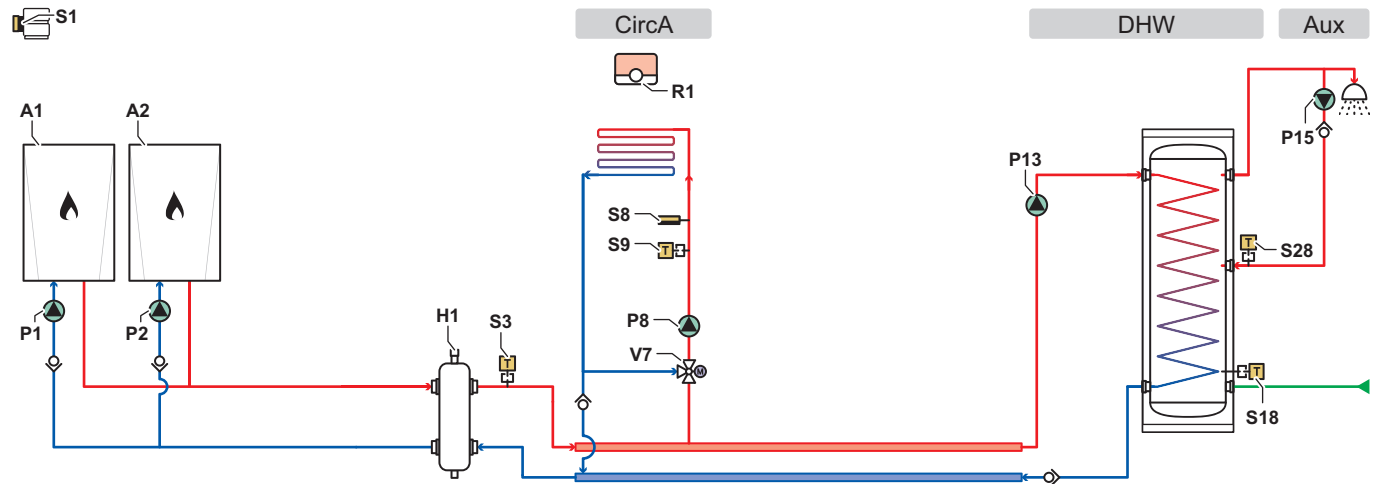 S1
CircA
DHW
Aux
R1
A1
A2
P15
P13
S8
S9
T
T
S28
P1
P2
H1
S3
T
P8
V7
M
T
S18